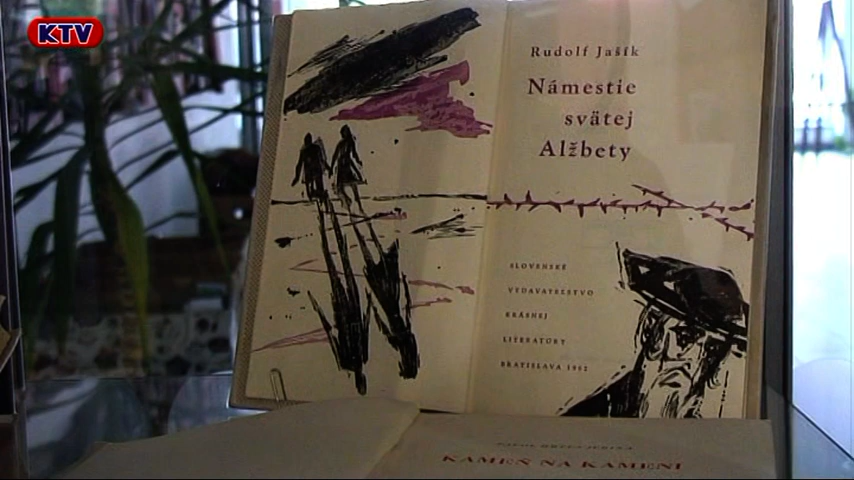 KTV
Rudolf Jašík
Námestie
svätej
Alžbety
SLOVENSKÉ
VYDAVATEĽSTVO
KRÁSNEJ
LITERATÚRY
BRATISLAVA 1962
KAMEŇ NA KAMENI